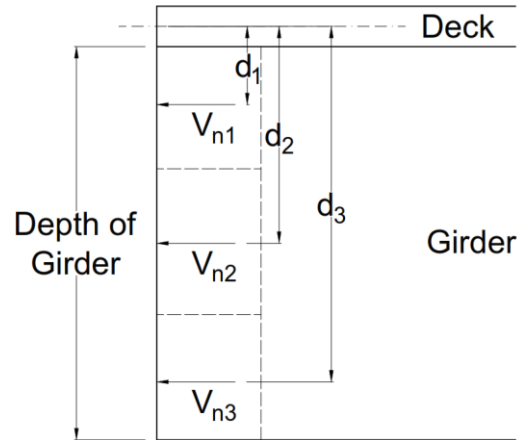 Deck
d1
Vn1
d2
d3
Depth of
Girder
Girder
Vn2
Vn3